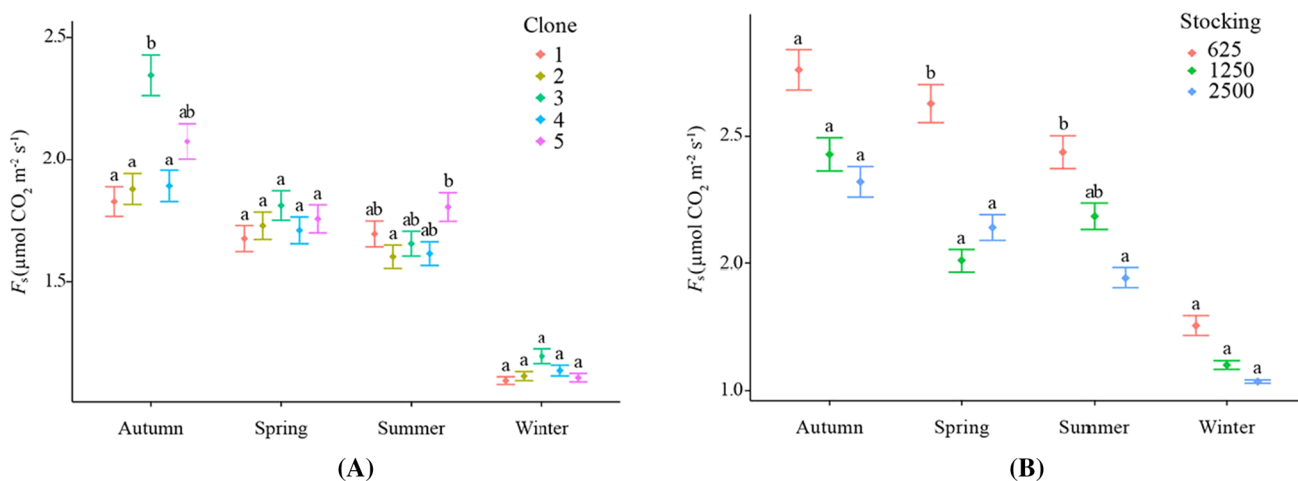 Clone
1
2
3
4
5
2.5
2.0
1.5
F_s(µmol CO₂ m⁻² s⁻¹)
a a b a ab
a a a a a
ab a ab ab b
a a a a a
Autumn Spring Summer Winter
(A)
Stocking
625
1250
2500
2.5
2.0
1.0
F_s(µmol CO₂ m⁻² s⁻¹)
a a a
b a a
b ab a
a a a
Autumn Spring Summer Winter
(B)